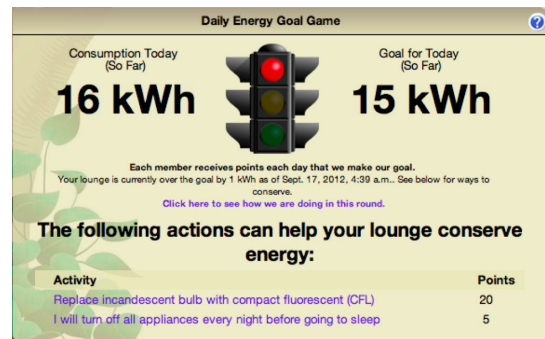 Daily Energy Goal Game
?
Consumption Today
(So Far)
16 kWh
Goal for Today
(So Far)
15 kWh
Each member receives points each day that we make our goal.
Your lounge is currently over the goal by 1 kWh as of Sept. 17, 2012, 4:39 a.m.. See below for ways to
conserve.
Click here to see how we are doing in this round.
The following actions can help your lounge conserve
energy:
Activity Points
Replace incandescent bulb with compact fluorescent (CFL) 20
I will turn off all appliances every night before going to sleep 5